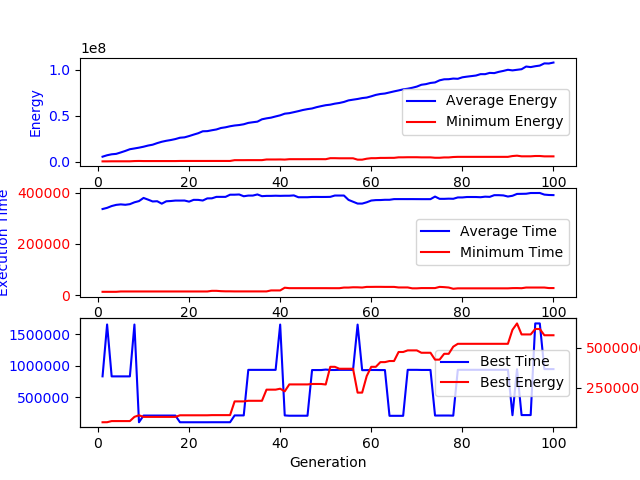 1e8
1.0
0.5
0.0
Energy
Average Energy
Minimum Energy
0 20 40 60 80 100
400000
200000
0
Execution Time
Average Time
Minimum Time
0 20 40 60 80 100
1500000
1000000
500000
Best Time
Best Energy
5000000
2500000
0 20 40 60 80 100
Generation